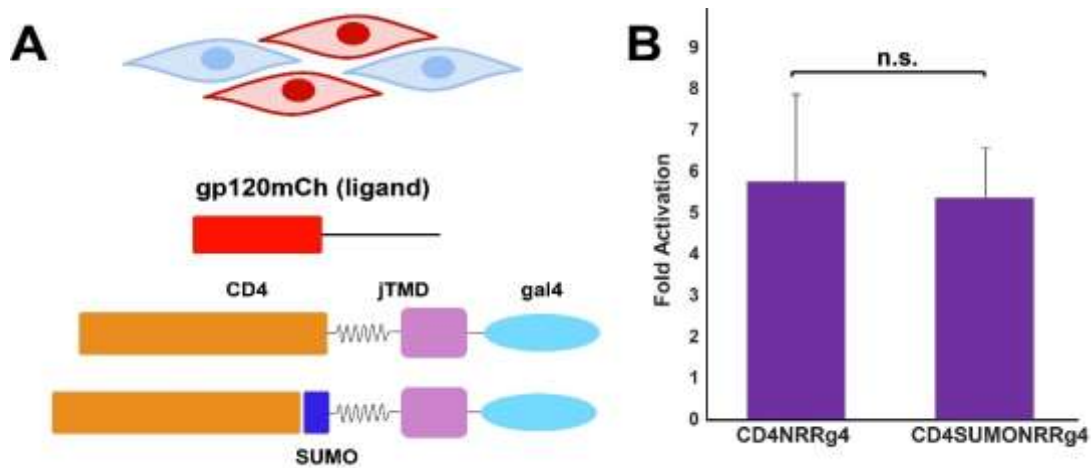 A
gp120mCh (ligand)
CD4 jTMD gal4
SUMO
B
n.s.
Fold Activation
9
8
7
6
5
4
3
2
1
0
CD4NRRg4 CD4SUMONRRg4